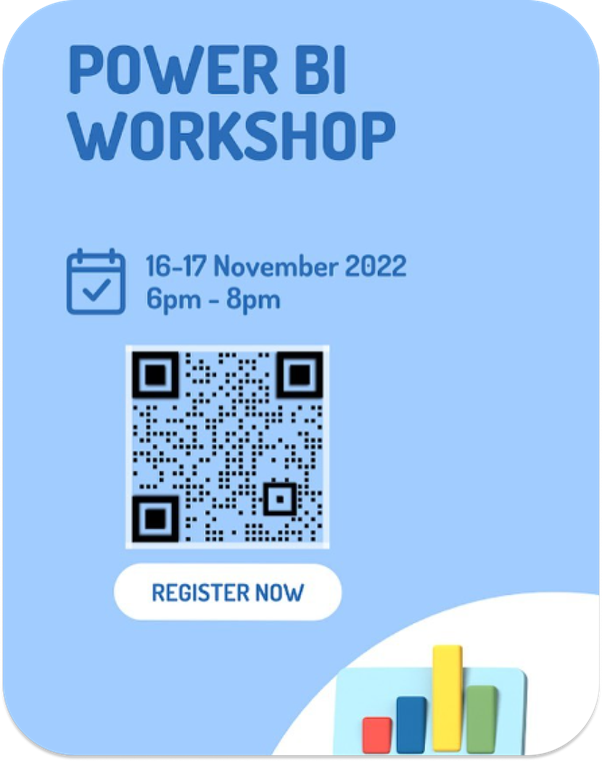 POWER BI
WORKSHOP
16-17 November 2022
6pm - 8pm
REGISTER NOW